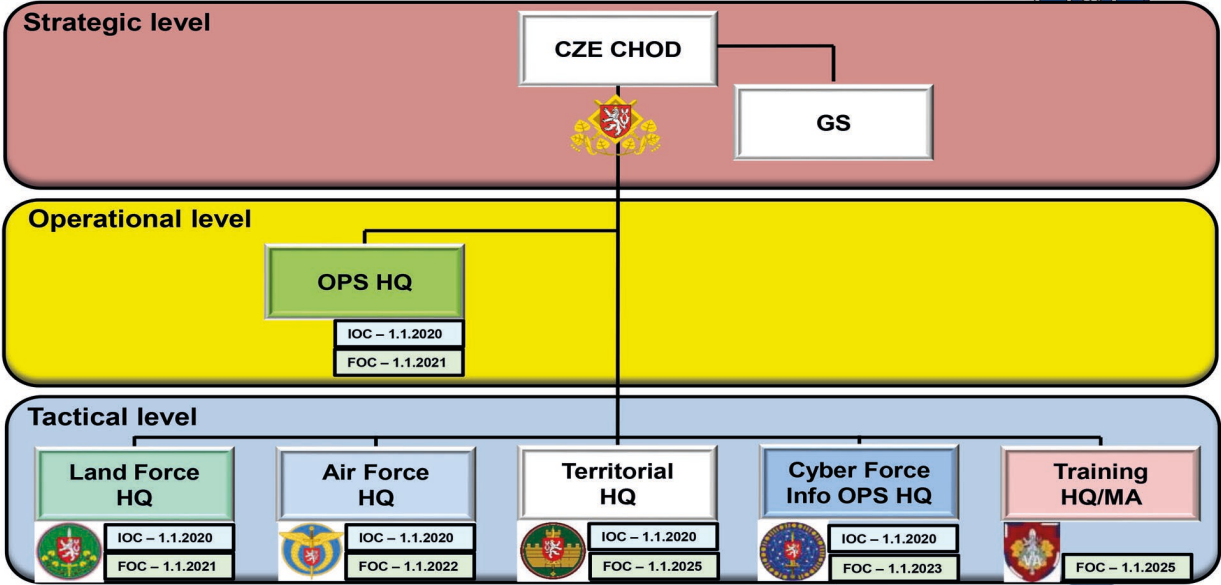 Strategic level
CZE CHOD
GS
Operational level
OPS HQ
IOC – 1.1.2020
FOC – 1.1.2021
Tactical level
Land Force
HQ
IOC – 1.1.2020
FOC – 1.1.2021
Air Force
HQ
IOC – 1.1.2020
FOC – 1.1.2022
Territorial
HQ
IOC – 1.1.2020
FOC – 1.1.2025
Cyber Force
Info OPS HQ
IOC – 1.1.2020
FOC – 1.1.2023
Training
HQ/MA
FOC – 1.1.2025